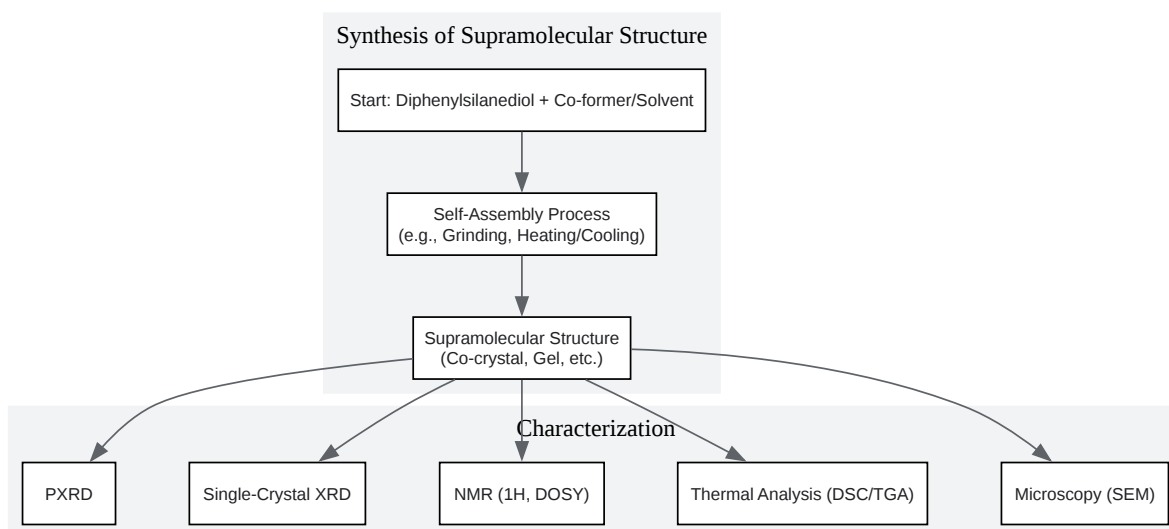 Synthesis of Supramolecular Structure
Start: Diphenylsilanediol + Co-former/Solvent
Self-Assembly Process
(e.g., Grinding, Heating/Cooling)
Supramolecular Structure
(Co-crystal, Gel, etc.)
Characterization
PXRD
Single-Crystal XRD
NMR (1H, DOSY)
Thermal Analysis (DSC/TGA)
Microscopy (SEM)